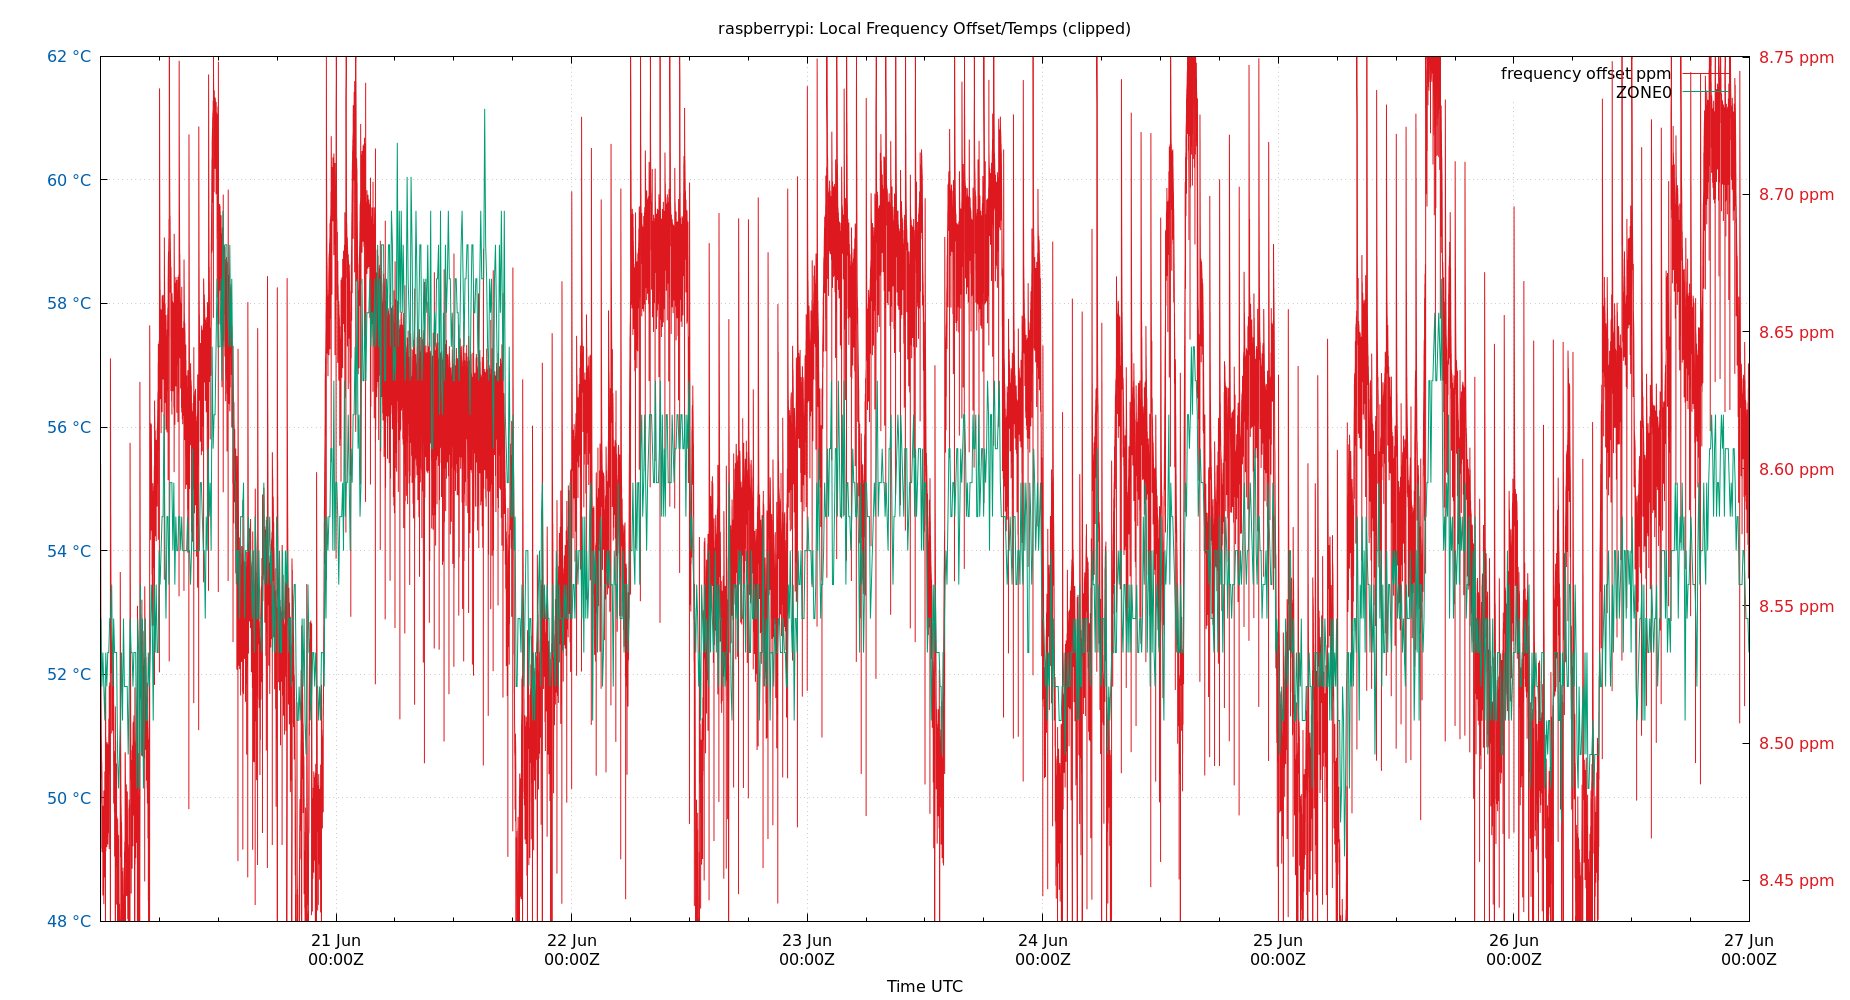 raspberrypi: Local Frequency Offset/Temps (clipped)
62 °C
60 °C
58 °C
56 °C
54 °C
52 °C
50 °C
48 °C
8.75 ppm
8.70 ppm
8.65 ppm
8.60 ppm
8.55 ppm
8.50 ppm
8.45 ppm
frequency offset ppm
ZONE0
21 Jun
00:00Z
22 Jun
00:00Z
23 Jun
00:00Z
24 Jun
00:00Z
25 Jun
00:00Z
26 Jun
00:00Z
27 Jun
00:00Z
Time UTC